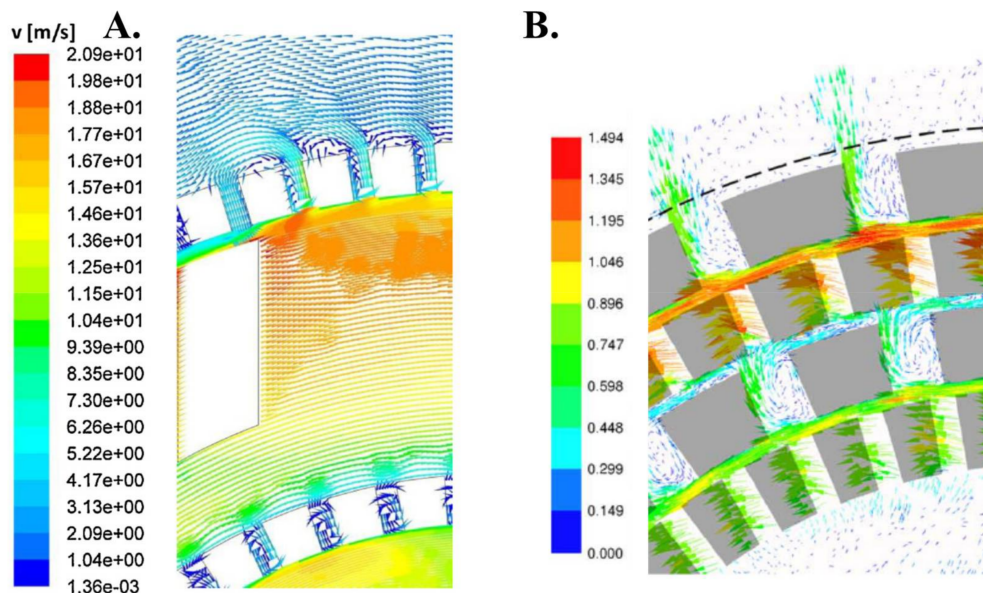 A.
B.
v [m/s]
2.09e+01
1.98e+01
1.88e+01
1.77e+01
1.67e+01
1.57e+01
1.46e+01
1.36e+01
1.25e+01
1.15e+01
1.04e+01
9.39e+00
8.35e+00
7.30e+00
6.26e+00
5.22e+00
4.17e+00
3.13e+00
2.09e+00
1.04e+00
1.36e-03
1.494
1.345
1.195
1.046
0.896
0.747
0.598
0.448
0.299
0.149
0.000